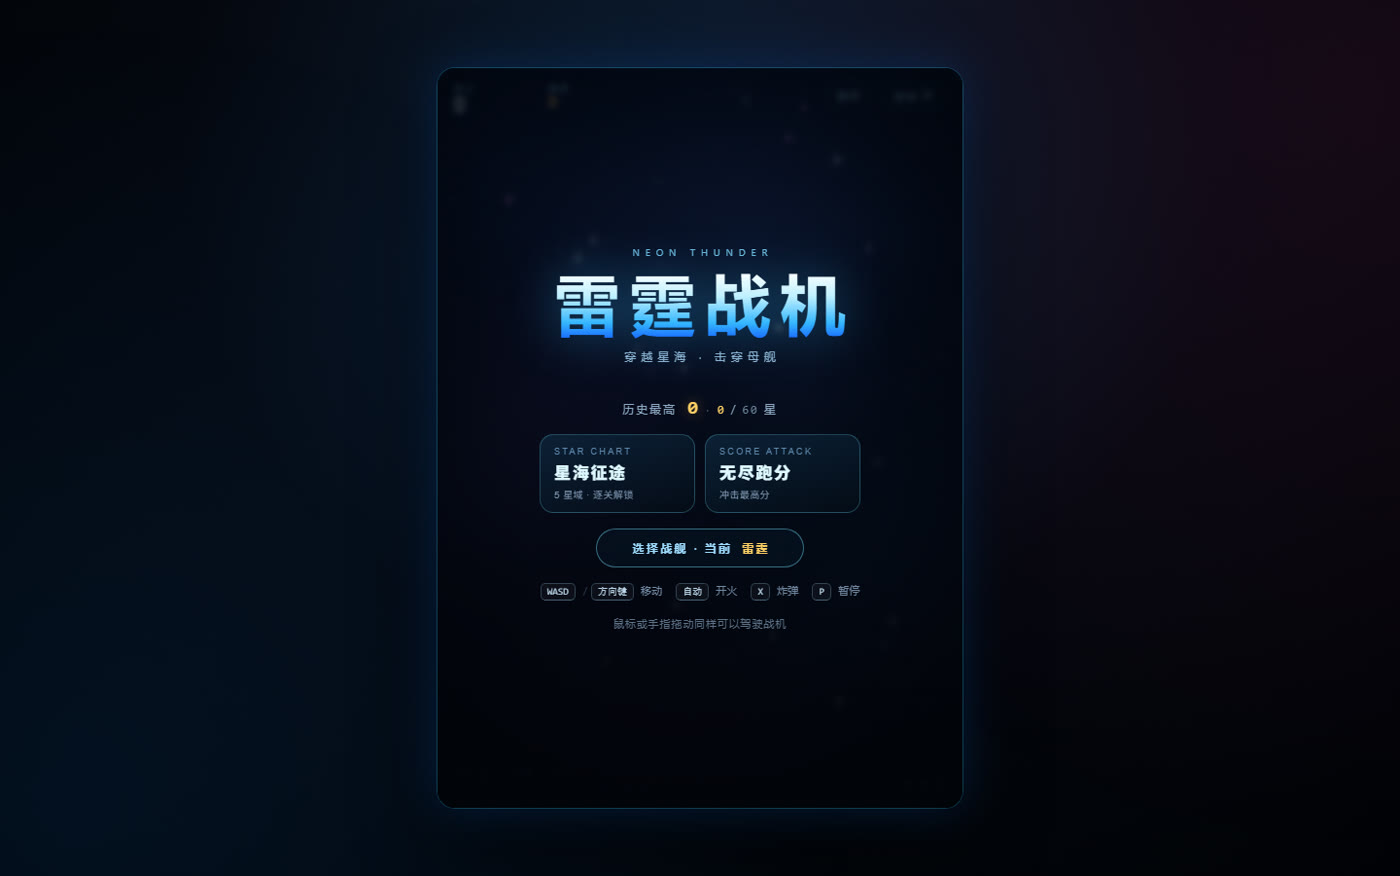 NEON THUNDER
雷霆战机
穿越星海 · 击穿母舰
历史最高 0 · 0 / 60 星
STAR CHART
星海征途
5 星域 · 逐关解锁
SCORE ATTACK
无尽跑分
冲击最高分
选择战舰 · 当前 雷霆
WASD / 方向键 移动 自动 开火 X 炸弹 P 暂停
鼠标或手指拖动同样可以驾驶战机